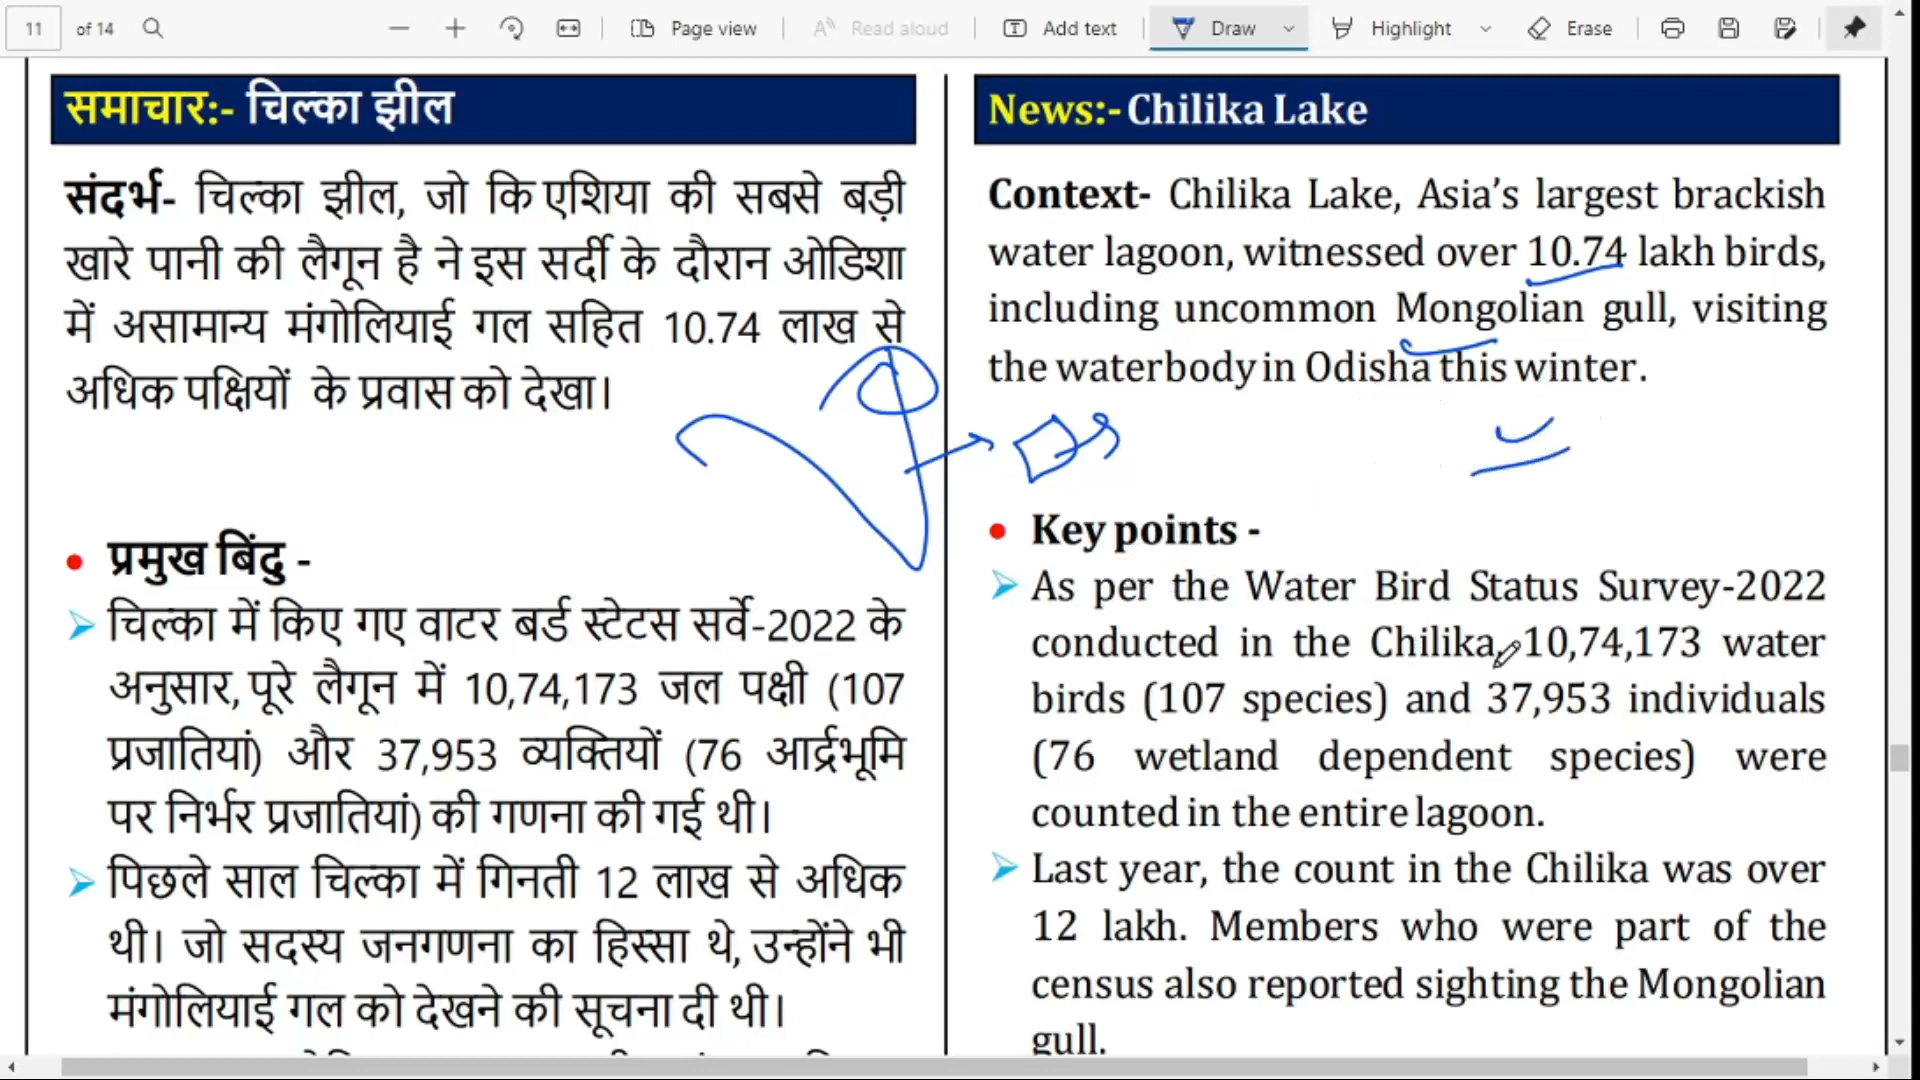 11 of 14 Page view Read aloud Add text Draw Highlight Erase
समाचार:- चिल्का झील
संदर्भ- चिल्का झील, जो कि एशिया की सबसे बड़ी
खारे पानी की लैगून है ने इस सर्दी के दौरान ओडिशा
में असामान्य मंगोलियाई गल सहित 10.74 लाख से
अधिक पक्षियों के प्रवास को देखा।
• प्रमुख बिंदु -
➢ चिल्का में किए गए वाटर बर्ड स्टेटस सर्वे-2022 के
अनुसार, पूरे लैगून में 10,74,173 जल पक्षी (107
प्रजातियां) और 37,953 व्यक्तियों (76 आर्द्रभूमि
पर निर्भर प्रजातियां) की गणना की गई थी।
➢ पिछले साल चिल्का में गिनती 12 लाख से अधिक
थी। जो सदस्य जनगणना का हिस्सा थे, उन्होंने भी
मंगोलियाई गल को देखने की सूचना दी थी।
News:- Chilika Lake
Context- Chilika Lake, Asia’s largest brackish
water lagoon, witnessed over 10.74 lakh birds,
including uncommon Mongolian gull, visiting
the waterbody in Odisha this winter.
• Key points -
➢ As per the Water Bird Status Survey-2022
conducted in the Chilika, 10,74,173 water
birds (107 species) and 37,953 individuals
(76 wetland dependent species) were
counted in the entire lagoon.
➢ Last year, the count in the Chilika was over
12 lakh. Members who were part of the
census also reported sighting the Mongolian
gull.